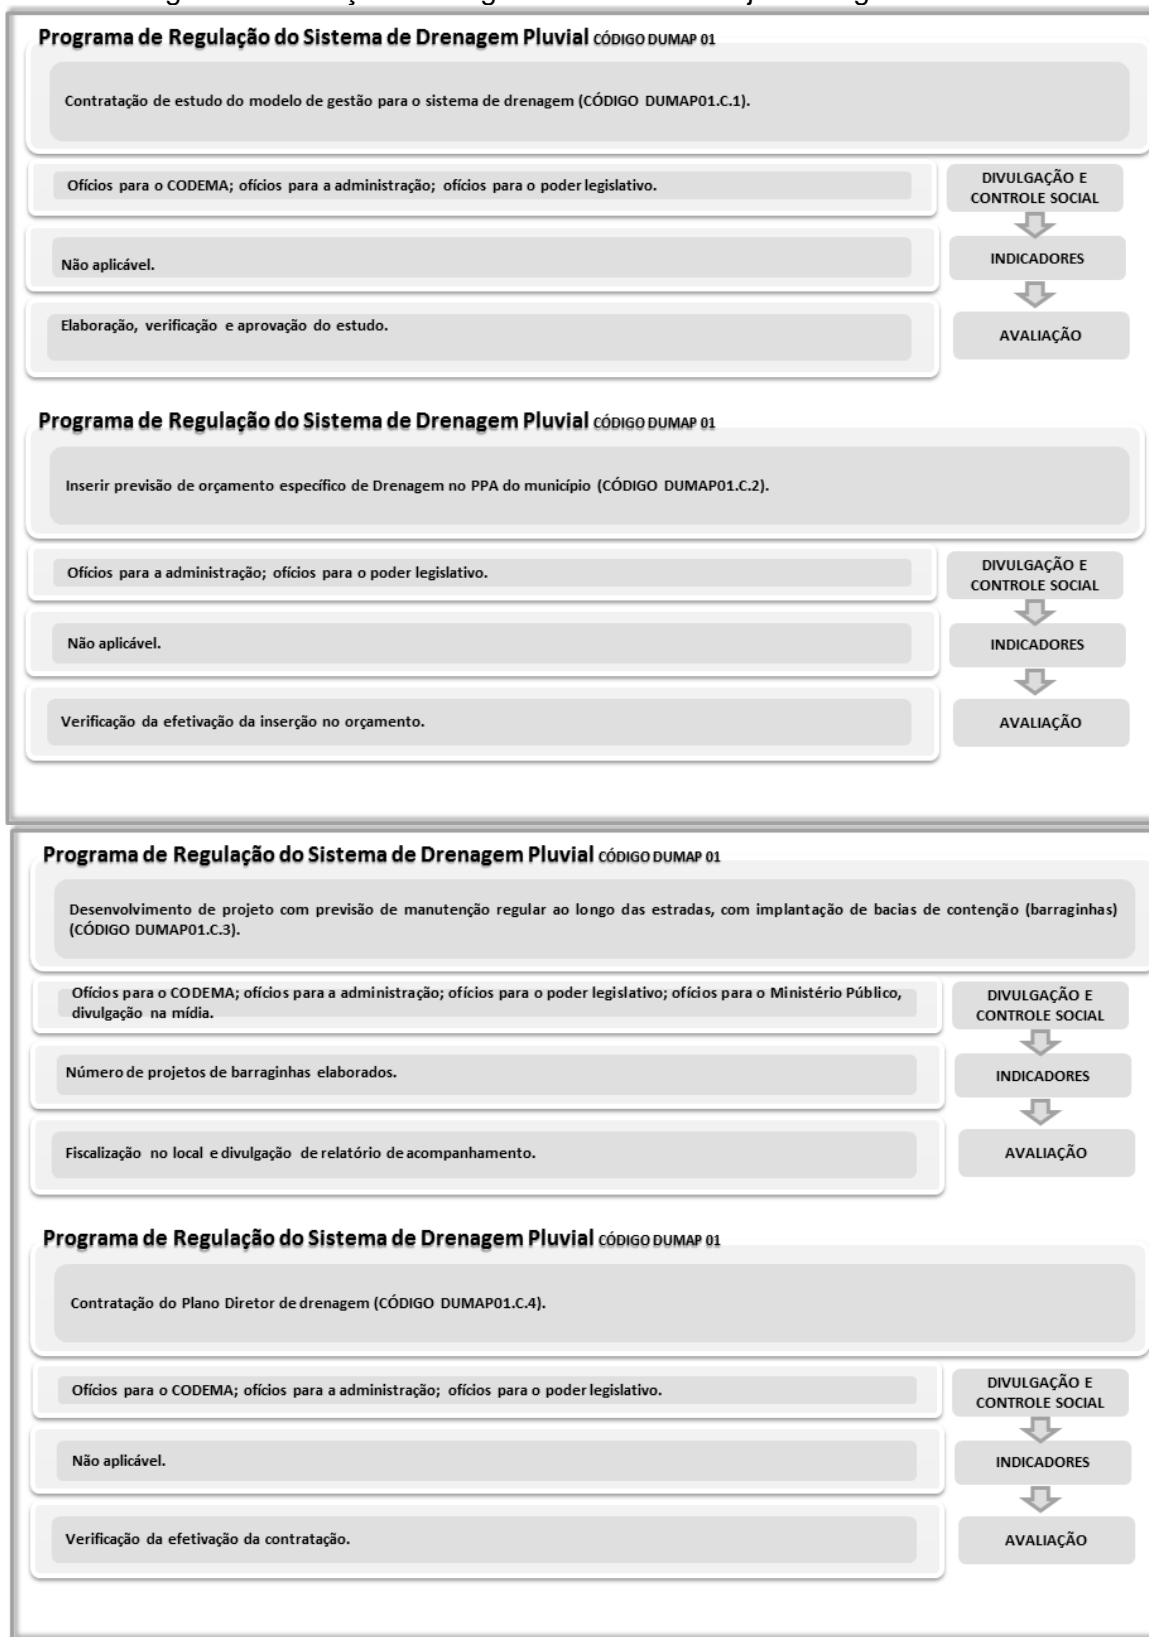 Programa de Regulação do Sistema de Drenagem Pluvial CÓDIGO DUMAP 01
Contratação de estudo do modelo de gestão para o sistema de drenagem (CÓDIGO DUMAP01.C.1).
Ofícios para o CODEMA; ofícios para a administração; ofícios para o poder legislativo.
DIVULGAÇÃO E
CONTROLE SOCIAL
Não aplicável.
INDICADORES
Elaboração, verificação e aprovação do estudo.
AVALIAÇÃO
Programa de Regulação do Sistema de Drenagem Pluvial CÓDIGO DUMAP 01
Inserir previsão de orçamento específico de Drenagem no PPA do município (CÓDIGO DUMAP01.C.2).
Ofícios para a administração; ofícios para o poder legislativo.
DIVULGAÇÃO E
CONTROLE SOCIAL
Não aplicável.
INDICADORES
Verificação da efetivação da inserção no orçamento.
AVALIAÇÃO
Programa de Regulação do Sistema de Drenagem Pluvial CÓDIGO DUMAP 01
Desenvolvimento de projeto com previsão de manutenção regular ao longo das estradas, com implantação de bacias de contenção (barraginhas)
(CÓDIGO DUMAP01.C.3).
Ofícios para o CODEMA; ofícios para a administração; ofícios para o poder legislativo; ofícios para o Ministério Público,
divulgação na mídia.
DIVULGAÇÃO E
CONTROLE SOCIAL
Número de projetos de barraginhas elaborados.
INDICADORES
Fiscalização no local e divulgação de relatório de acompanhamento.
AVALIAÇÃO
Programa de Regulação do Sistema de Drenagem Pluvial CÓDIGO DUMAP 01
Contratação do Plano Diretor de drenagem (CÓDIGO DUMAP01.C.4).
Ofícios para o CODEMA; ofícios para a administração; ofícios para o poder legislativo.
DIVULGAÇÃO E
CONTROLE SOCIAL
Não aplicável.
INDICADORES
Verificação da efetivação da contratação.
AVALIAÇÃO